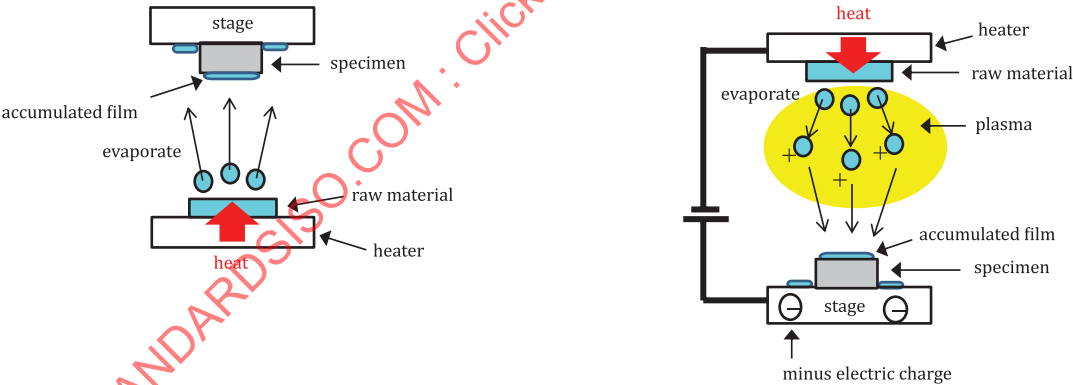 stage
specimen
accumulated film
evaporate
raw material
heater
heat
heat
heater
raw material
evaporate
plasma
+
+
+
accumulated film
specimen
stage
minus electric charge
ANDARDSISO.COM : Click